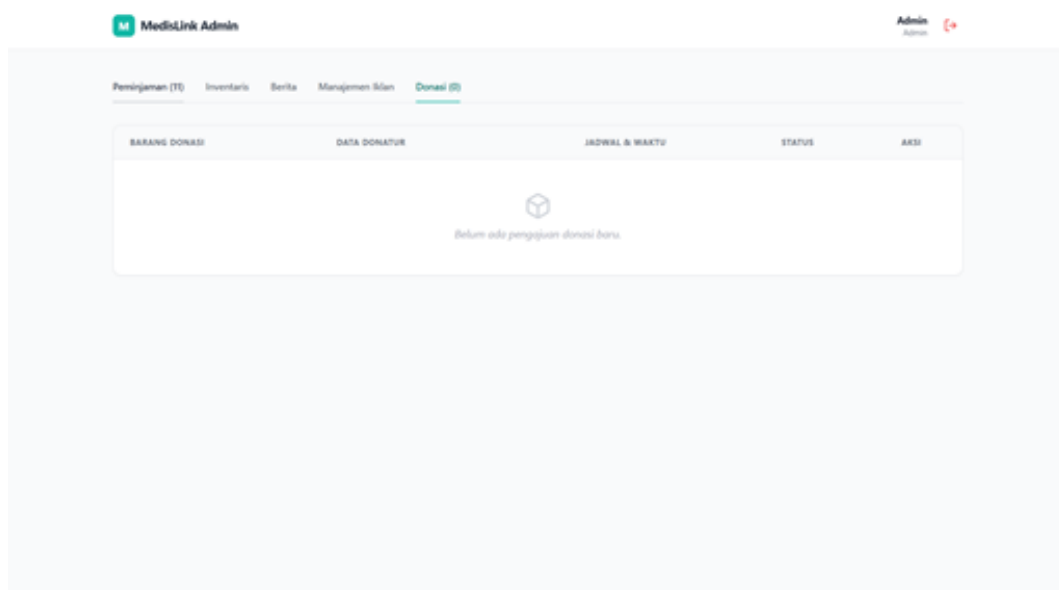 M MedisLink Admin
Admin
Admin
Peminjaman (11) Inventaris Berita Manajemen Iklan Donasi (0)
BARANG DONASI DATA DONATUR JADWAL & WAKTU STATUS AKSI
Belum ada pengajuan donasi baru.